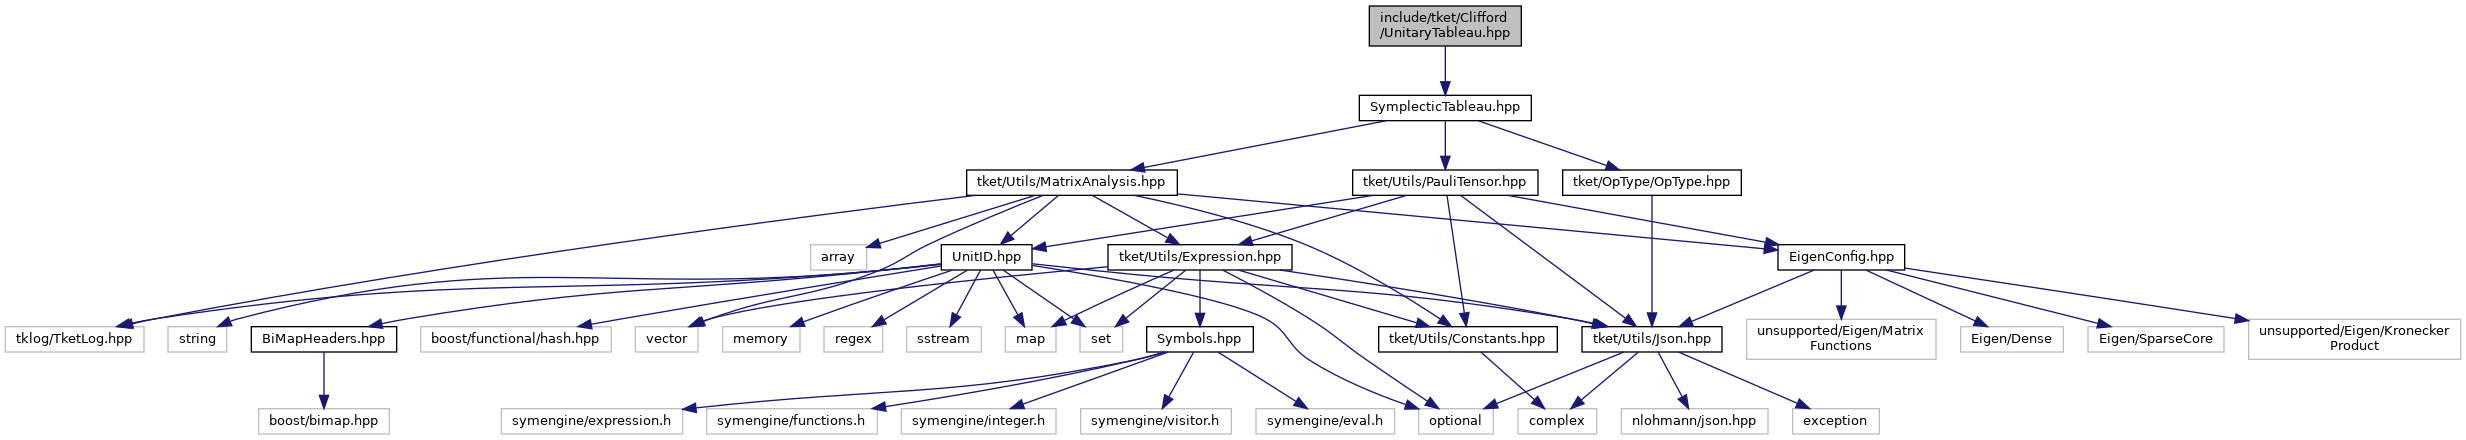 include/tket/Clifford
/UnitaryTableau.hpp
SymplecticTableau.hpp
tket/Utils/MatrixAnalysis.hpp
tket/Utils/PauliTensor.hpp
tket/OpType/OpType.hpp
array
UnitID.hpp
tket/Utils/Expression.hpp
EigenConfig.hpp
tklog/TketLog.hpp
string
BiMapHeaders.hpp
boost/functional/hash.hpp
vector
memory
regex
sstream
map
set
Symbols.hpp
tket/Utils/Constants.hpp
tket/Utils/Json.hpp
unsupported/Eigen/Matrix
Functions
Eigen/Dense
Eigen/SparseCore
unsupported/Eigen/Kronecker
Product
boost/bimap.hpp
symengine/expression.h
symengine/functions.h
symengine/integer.h
symengine/visitor.h
symengine/eval.h
optional
complex
nlohmann/json.hpp
exception